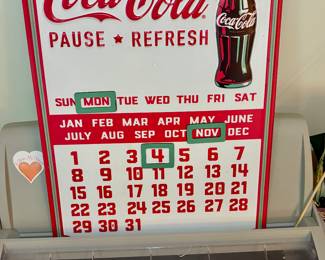 Coca-Cola
PAUSE ★ REFRESH
Coca-Cola
SUN MON TUE WED THU FRI SAT
JAN FEB MAR APR MAY JUNE
JULY AUG SEP OCT NOV DEC
1 2 3 4 5 6 7
8 9 10 11 12 13 14
15 16 17 18 19 20 21
22 23 24 25 26 27 28
29 30 31